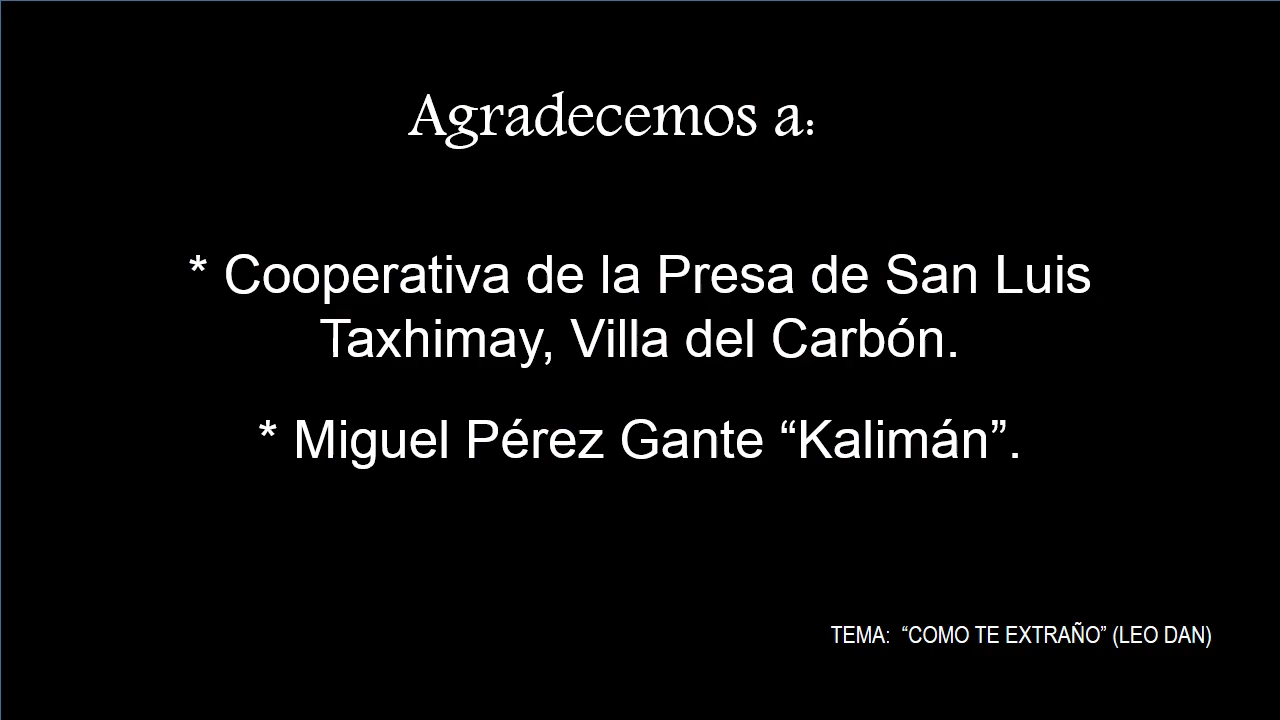 Agradecemos a:
* Cooperativa de la Presa de San Luis
Taxhimay, Villa del Carbón.
* Miguel Pérez Gante “Kalimán”.
TEMA: “COMO TE EXTRAÑO” (LEO DAN)